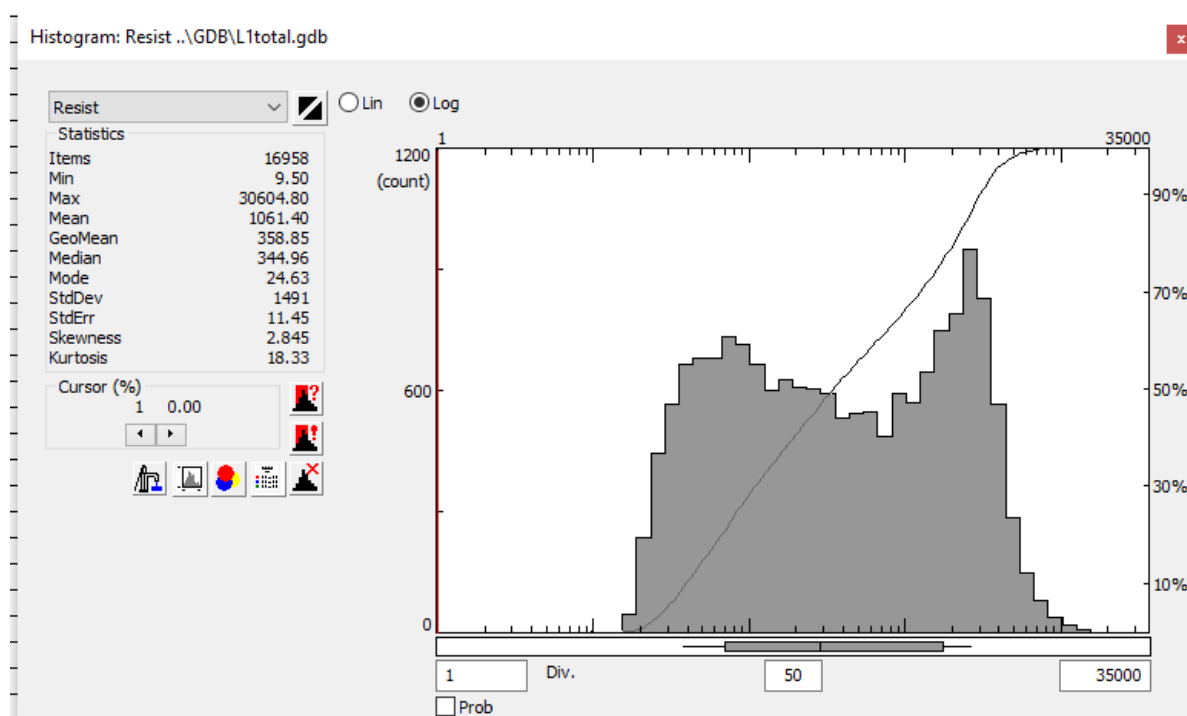 Histogram: Resist ..\GDB\L1total.gdb
x
Resist
Lin
Log
Statistics
Items 16958
Min 9.50
Max 30604.80
Mean 1061.40
GeoMean 358.85
Median 344.96
Mode 24.63
StdDev 1491
StdErr 11.45
Skewness 2.845
Kurtosis 18.33
Cursor (%)
1 0.00
?
!
1 35000
1200
(count)
600
0
90%
70%
50%
30%
10%
1 Div. 50 35000
Prob